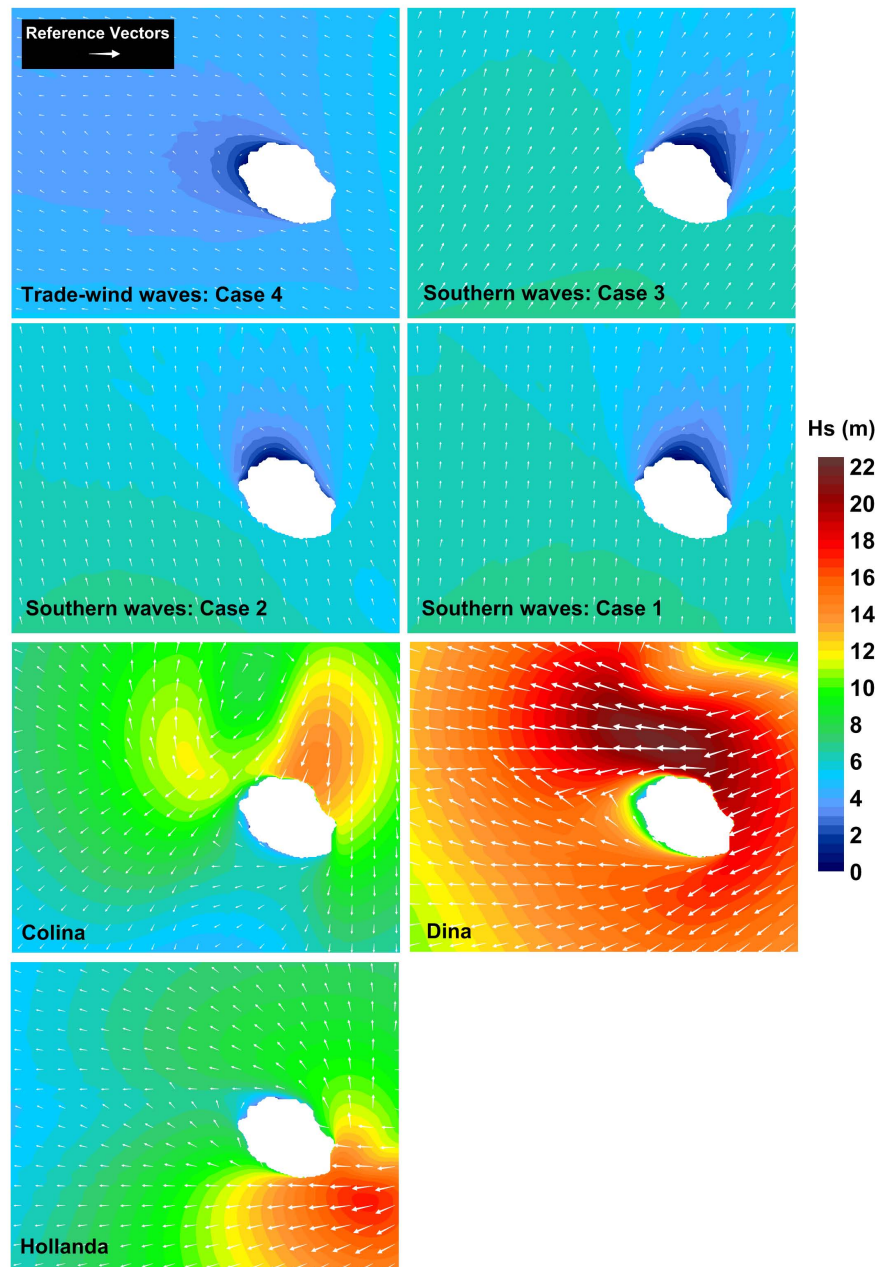 Reference Vectors
Trade-wind waves: Case 4
Southern waves: Case 3
Southern waves: Case 2
Southern waves: Case 1
Hs (m)
22
20
18
16
14
12
10
8
6
4
2
0
Colina
Dina
Hollanda